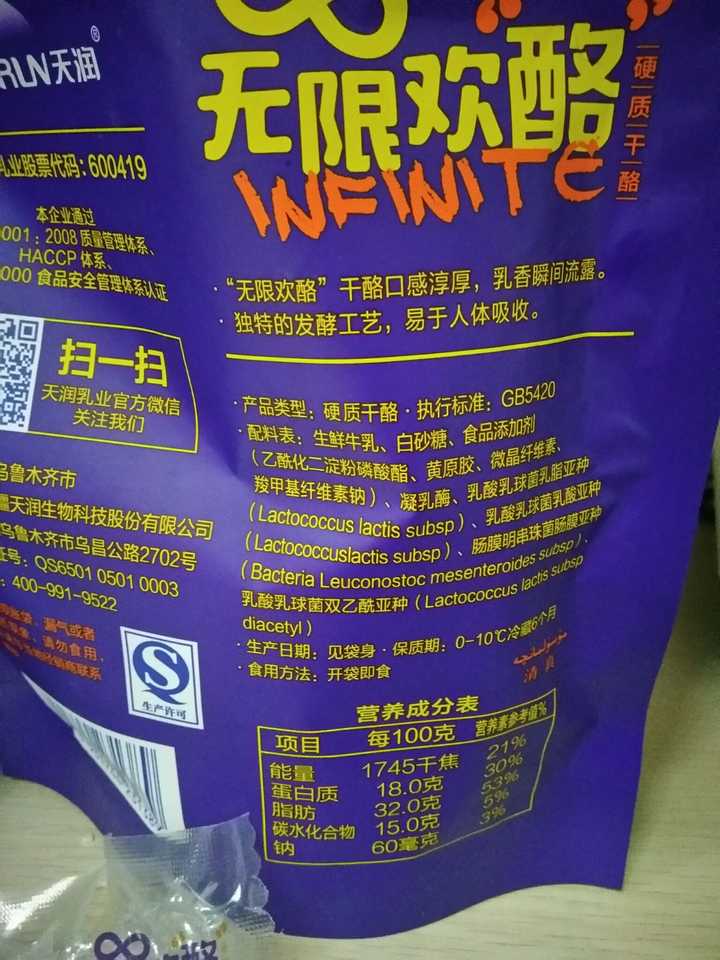 RUN天润®
乳业股票代码：600419
本企业通过
001：2008 质量管理体系、
HACCP 体系、
000 食品安全管理体系认证
扫一扫
天润乳业官方微信
关注我们
乌鲁木齐市
天润生物科技股份有限公司
乌鲁木齐市乌昌公路2702号
证号：QS6501 0501 0003
：400-991-9522
漏气或者
请勿食用，
销商联系
QS
生产许可
无限欢“酪”
硬质干酪
INFINITE
·“无限欢酪”干酪口感淳厚，乳香瞬间流露。
·独特的发酵工艺，易于人体吸收。
·产品类型：硬质干酪·执行标准：GB5420
·配料表：生鲜牛乳、白砂糖、食品添加剂
（乙酰化二淀粉磷酸酯、黄原胶、微晶纤维素、
羧甲基纤维素钠）、凝乳酶、乳酸乳球菌乳脂亚种
（Lactococcus lactis subsp）、乳酸乳球菌乳酸亚种
（Lactococcuslactis subsp）、肠膜明串珠菌肠膜亚种
（Bacteria Leuconostoc mesenteroides subsp）、
乳酸乳球菌双乙酰亚种（Lactococcus lactis subsp
diacetyl）
·生产日期：见袋身·保质期：0-10℃冷藏6个月
·食用方法：开袋即食
清真
营养成分表
项目 每100克 营养素参考值%
能量 1745千焦 21%
蛋白质 18.0克 30%
脂肪 32.0克 53%
碳水化合物 15.0克 5%
钠 60毫克 3%